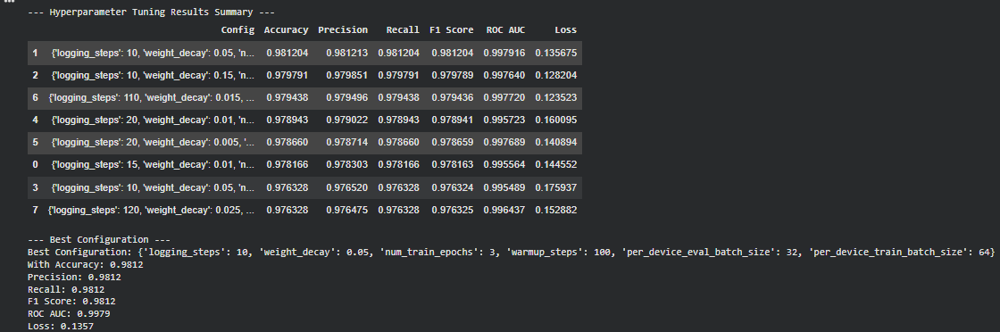 --- Hyperparameter Tuning Results Summary ---
Config Accuracy Precision Recall F1 Score ROC AUC Loss
1 {'logging_steps': 10, 'weight_decay': 0.05, 'n... 0.981204 0.981213 0.981204 0.981204 0.997916 0.135675
2 {'logging_steps': 10, 'weight_decay': 0.15, 'n... 0.979791 0.979851 0.979791 0.979789 0.997640 0.128204
6 {'logging_steps': 110, 'weight_decay': 0.015, ... 0.979438 0.979496 0.979438 0.979436 0.997720 0.123523
4 {'logging_steps': 20, 'weight_decay': 0.01, 'n... 0.978943 0.979022 0.978943 0.978941 0.995723 0.160095
5 {'logging_steps': 20, 'weight_decay': 0.005, '... 0.978660 0.978714 0.978660 0.978659 0.997689 0.140894
0 {'logging_steps': 15, 'weight_decay': 0.01, 'n... 0.978166 0.978303 0.978166 0.978163 0.995564 0.144552
3 {'logging_steps': 10, 'weight_decay': 0.05, 'n... 0.976328 0.976520 0.976328 0.976324 0.995489 0.175937
7 {'logging_steps': 120, 'weight_decay': 0.025, ... 0.976328 0.976475 0.976328 0.976325 0.996437 0.152882
--- Best Configuration ---
Best Configuration: {'logging_steps': 10, 'weight_decay': 0.05, 'num_train_epochs': 3, 'warmup_steps': 100, 'per_device_eval_batch_size': 32, 'per_device_train_batch_size': 64}
With Accuracy: 0.9812
Precision: 0.9812
Recall: 0.9812
F1 Score: 0.9812
ROC AUC: 0.9979
Loss: 0.1357